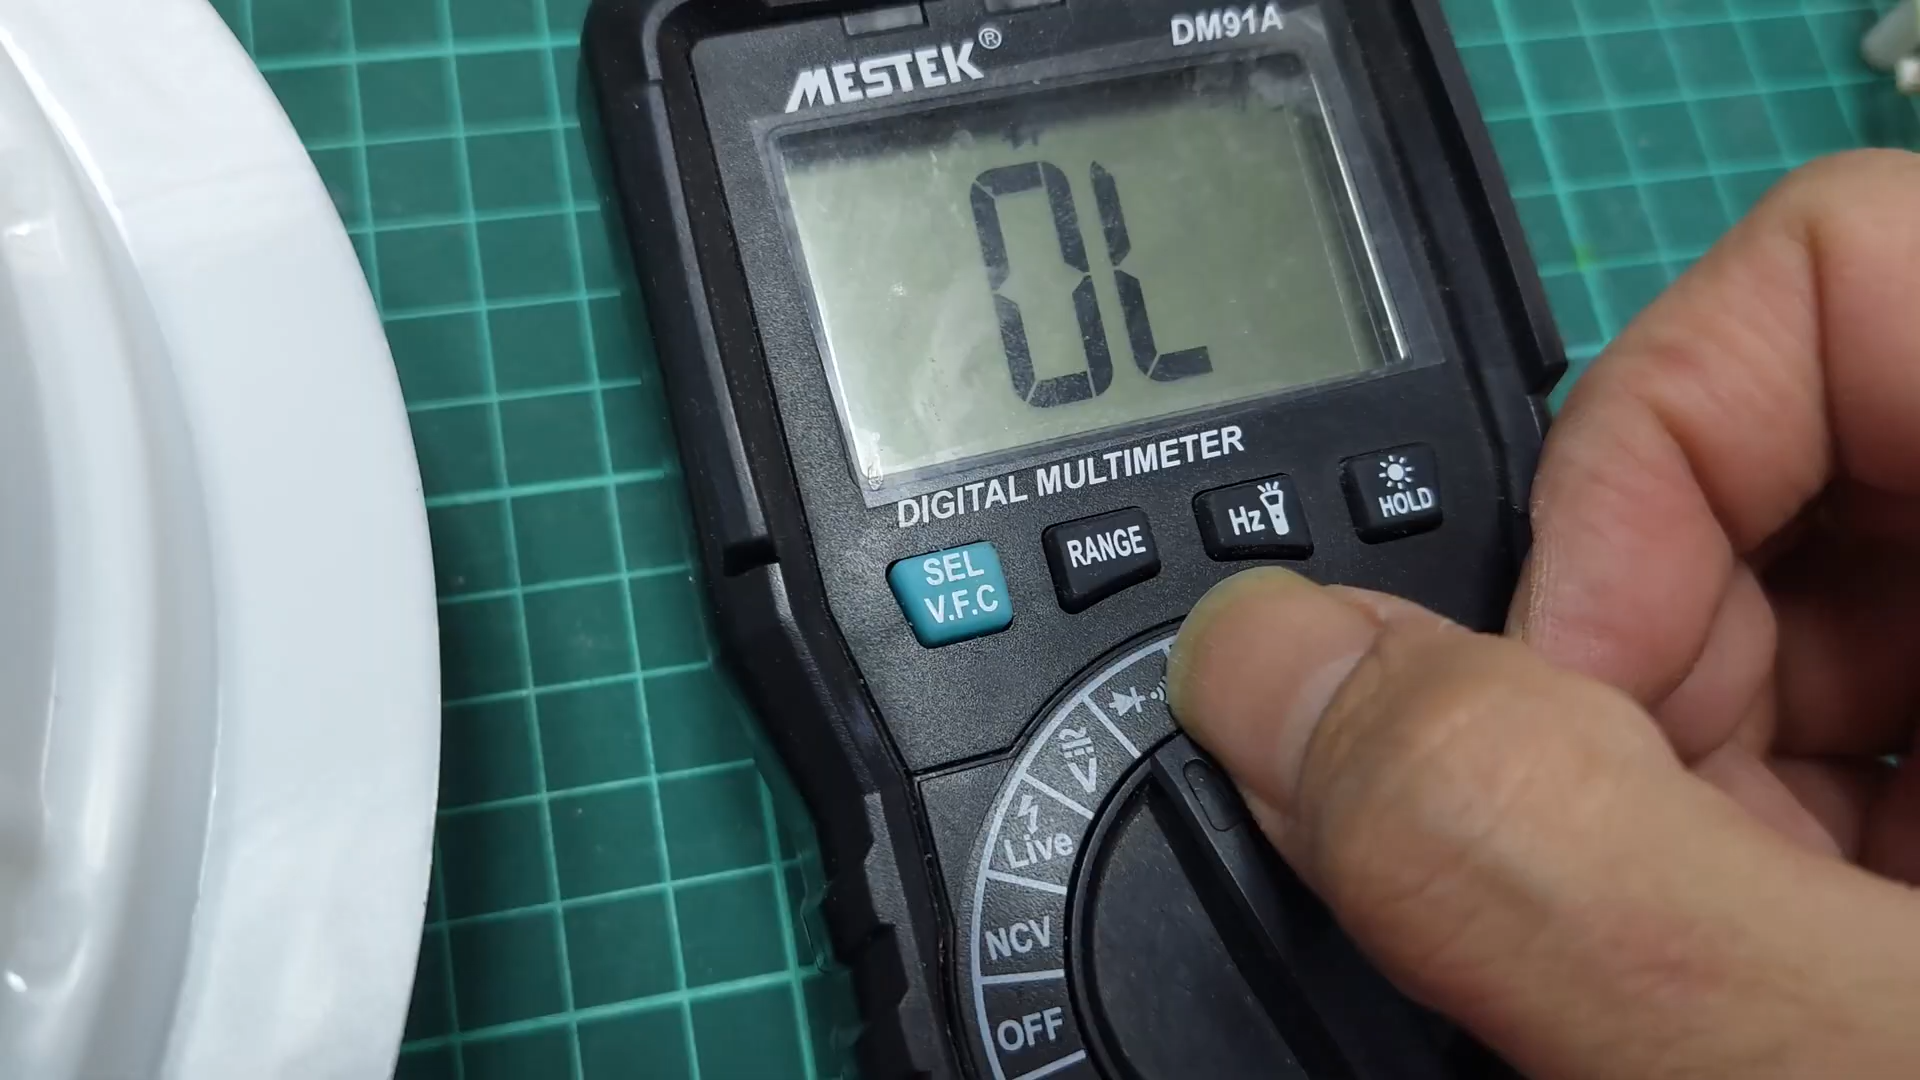 MESTEK®
DM91A
OL
DIGITAL MULTIMETER
SEL
V.F.C
RANGE
Hz
HOLD
V
Live
NCV
OFF